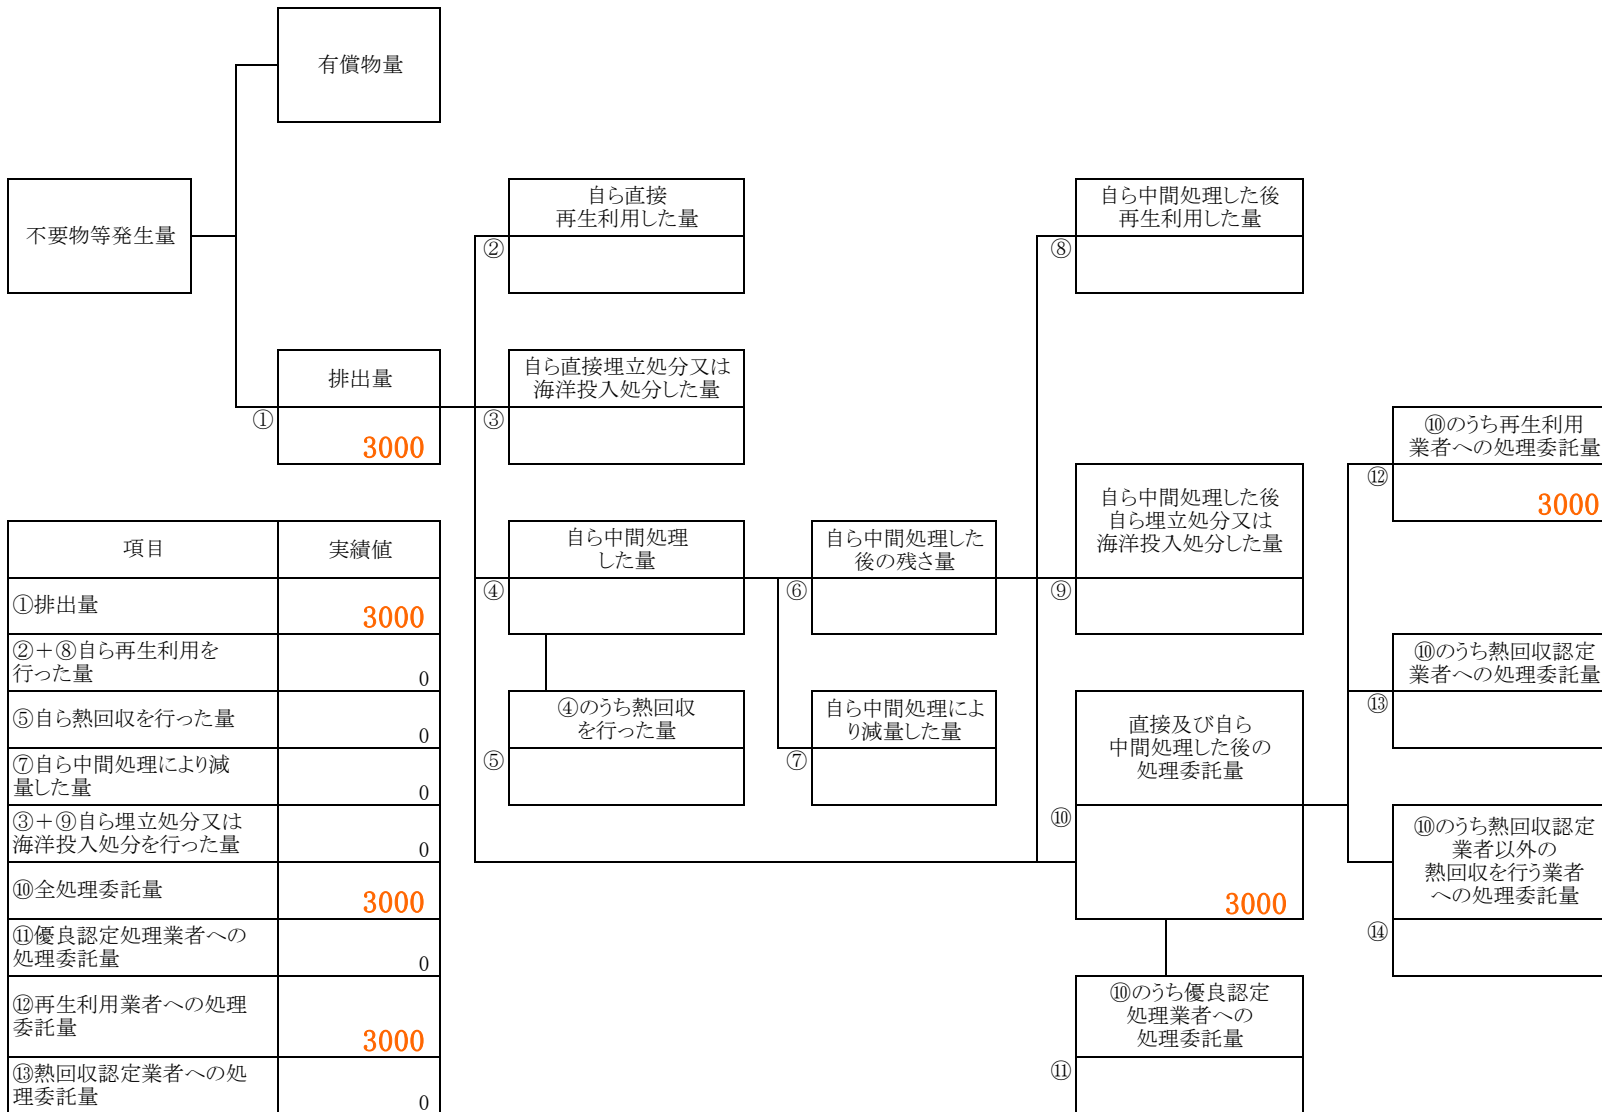 有償物量
不要物等発生量
自ら直接
再生利用した量
②
自ら中間処理した後
再生利用した量
⑧
排出量
①
3000
自ら直接埋立処分又は
海洋投入処分した量
③
⑩のうち再生利用
業者への処理委託量
⑫
3000
自ら中間処理した後
自ら埋立処分又は
海洋投入処分した量
⑨
自ら中間処理
した量
④
自ら中間処理した
後の残さ量
⑥
⑩のうち熱回収認定
業者への処理委託量
⑬
④のうち熱回収
を行った量
⑤
自ら中間処理によ
り減量した量
⑦
直接及び自ら
中間処理した後の
処理委託量
⑩
3000
⑩のうち熱回収認定
業者以外の
熱回収を行う業者
への処理委託量
⑭
⑩のうち優良認定
処理業者への
処理委託量
⑪
項目 実績値
①排出量 3000
②＋⑧自ら再生利用を
行った量 0
⑤自ら熱回収を行った量 0
⑦自ら中間処理により減
量した量 0
③＋⑨自ら埋立処分又は
海洋投入処分を行った量 0
⑩全処理委託量 3000
⑪優良認定処理業者への
処理委託量 0
⑫再生利用業者への処理
委託量 3000
⑬熱回収認定業者への処
理委託量 0